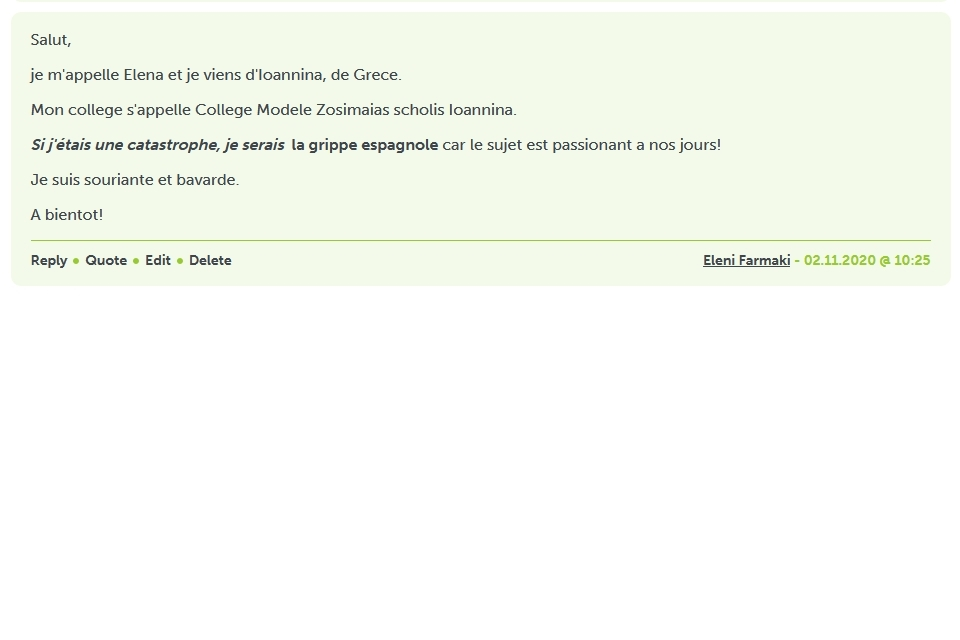 Salut,
je m'appelle Elena et je viens d'Ioannina, de Grece.
Mon college s'appelle College Modele Zosimaias scholis Ioannina.
Si j'étais une catastrophe, je serais  la grippe espagnole car le sujet est passionant a nos jours!
Je suis souriante et bavarde.
A bientot!
Reply • Quote • Edit • Delete Eleni Farmaki - 02.11.2020 @ 10:25